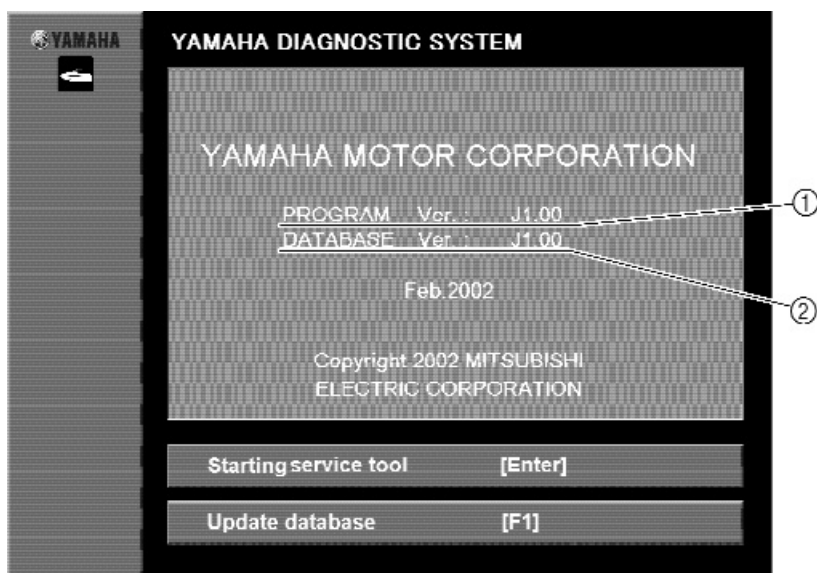 YAMAHA
YAMAHA DIAGNOSTIC SYSTEM
YAMAHA MOTOR CORPORATION
PROGRAM Ver. : J1.00
DATABASE Ver. : J1.00
①
②
Feb.2002
Copyright 2002 MITSUBISHI
ELECTRIC CORPORATION
Starting service tool [Enter]
Update database [F1]